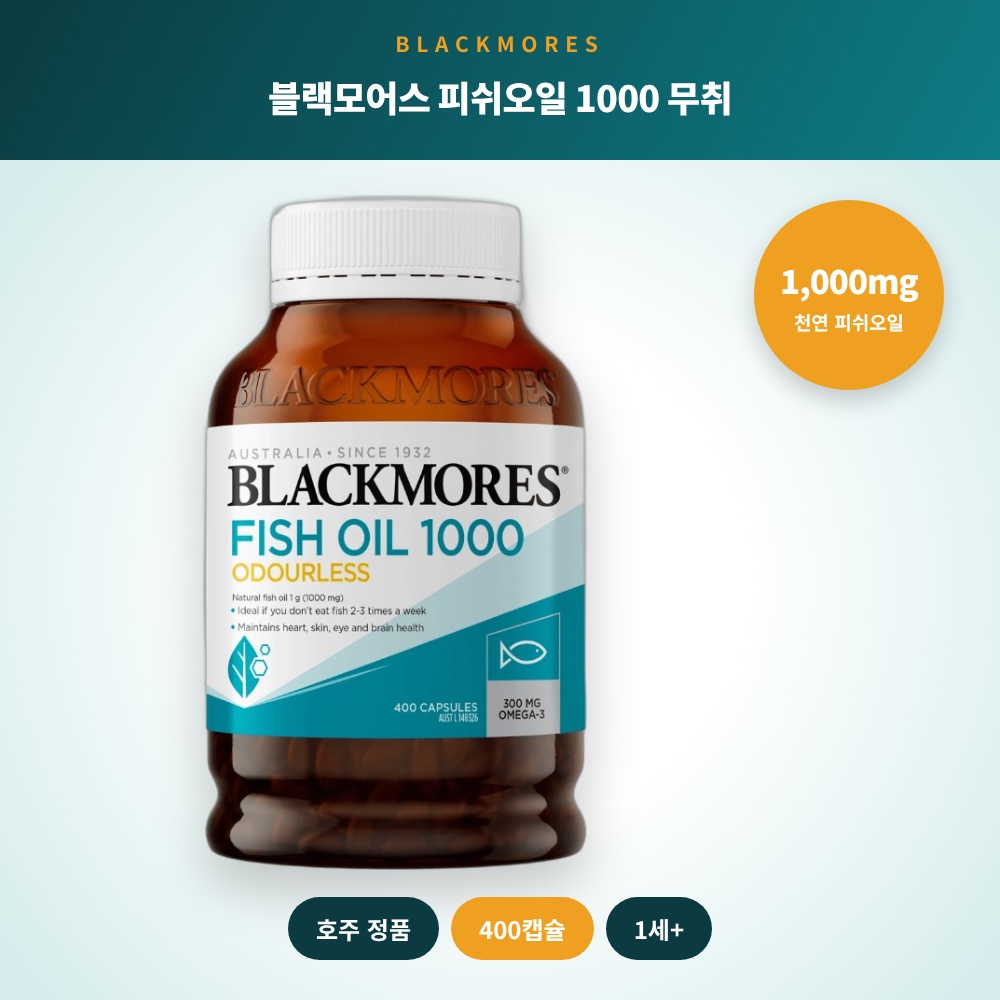 BLACKMORES
블랙모어스 피쉬오일 1000 무취
1,000mg
천연 피쉬오일
BLACKMORES
AUSTRALIA • SINCE 1932
BLACKMORES®
FISH OIL 1000
ODOURLESS
Natural fish oil 1 g (1000 mg)
• Ideal if you don't eat fish 2-3 times a week
• Maintains heart, skin, eye and brain health
400 CAPSULES
AUST L 148326
300 MG
OMEGA-3
호주 정품
400캡슐
1세+